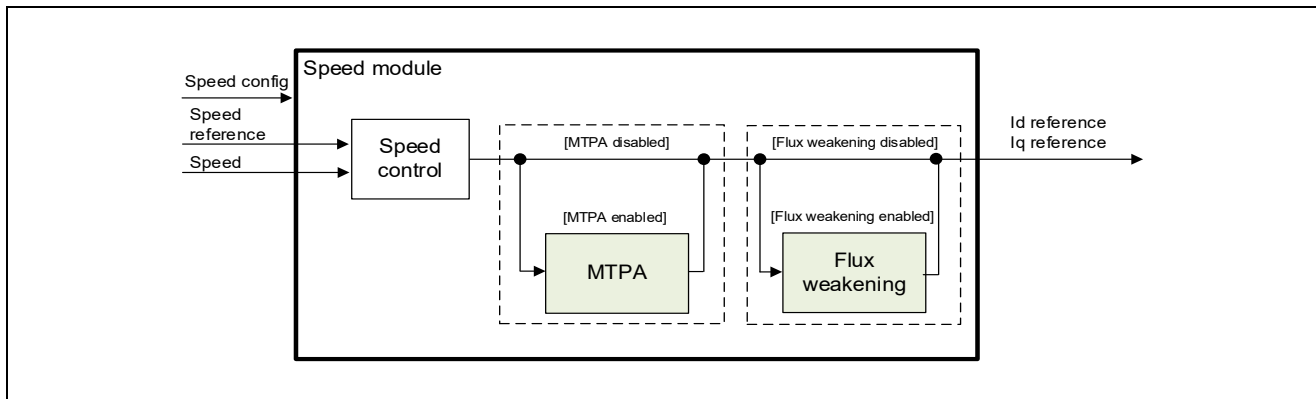 Speed module
Speed config
Speed
reference
Speed
Speed
control
[MTPA disabled]
[MTPA enabled]
MTPA
[Flux weakening disabled]
[Flux weakening enabled]
Flux
weakening
Id reference
Iq reference